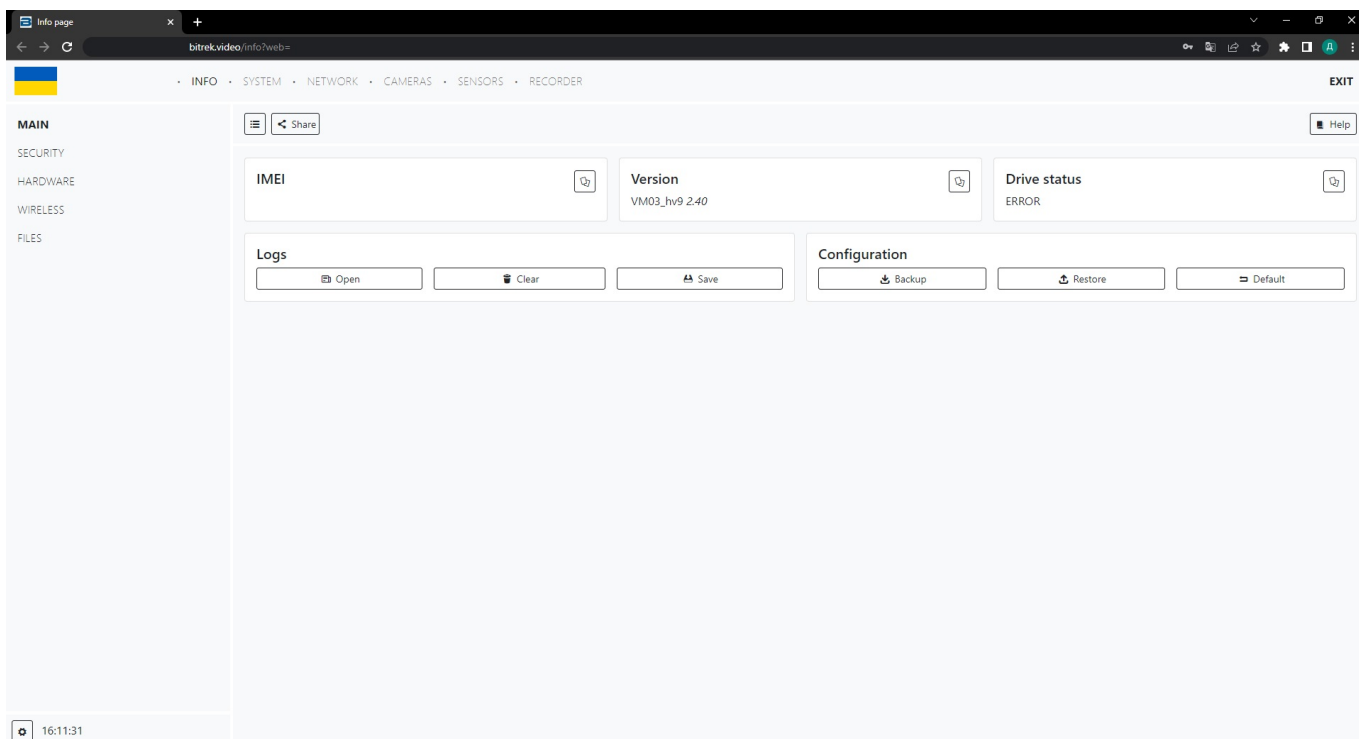 Info page
bitrek.video/info?web=
Д
· INFO · SYSTEM · NETWORK · CAMERAS · SENSORS · RECORDER
EXIT
MAIN
SECURITY
HARDWARE
WIRELESS
FILES
Share
Help
IMEI
Version
VM03_hv9 2.40
Drive status
ERROR
Logs
Open Clear Save
Configuration
Backup Restore Default
16:11:31